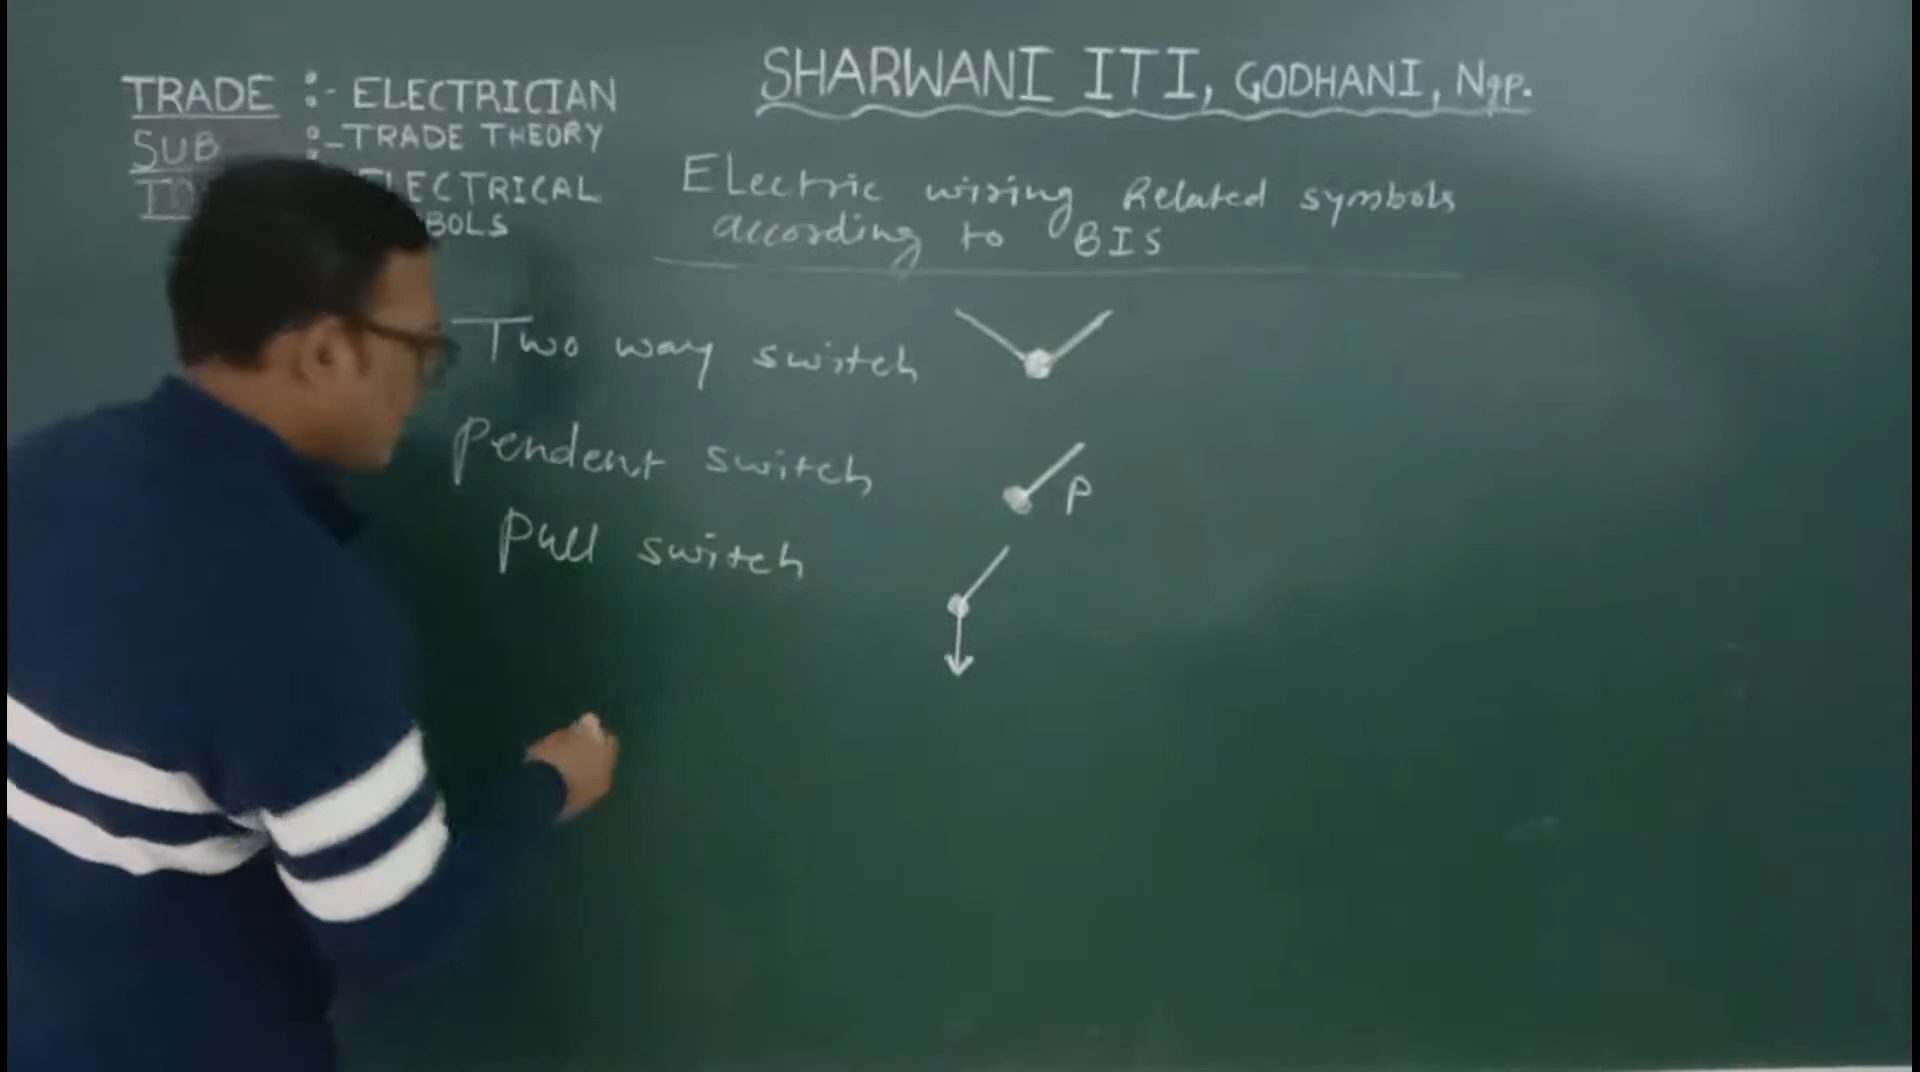 SHARWANI ITI, GODHANI, Ngp.
TRADE :- ELECTRICIAN
SUB :- TRADE THEORY
TO ELECTRICAL
BOLS
Electric wiring Related symbols
according to BIS
Two way switch
Pendent switch P
Pull switch